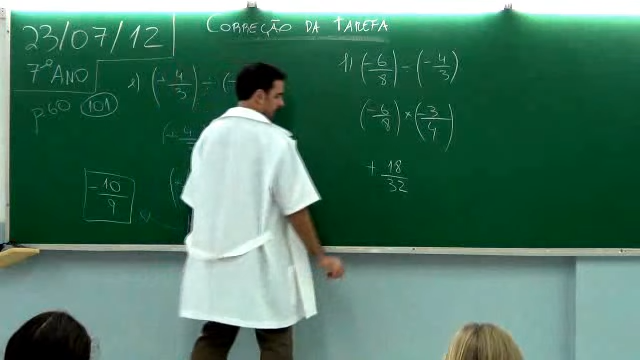 23/07/12
CORREÇÃO DA TAREFA
7º ANO
p 60 101
(+4/3) ÷ (-
-10/9
1) (-6/8) ÷ (-4/3)
(-6/8) × (-3/4)
+ 18/32